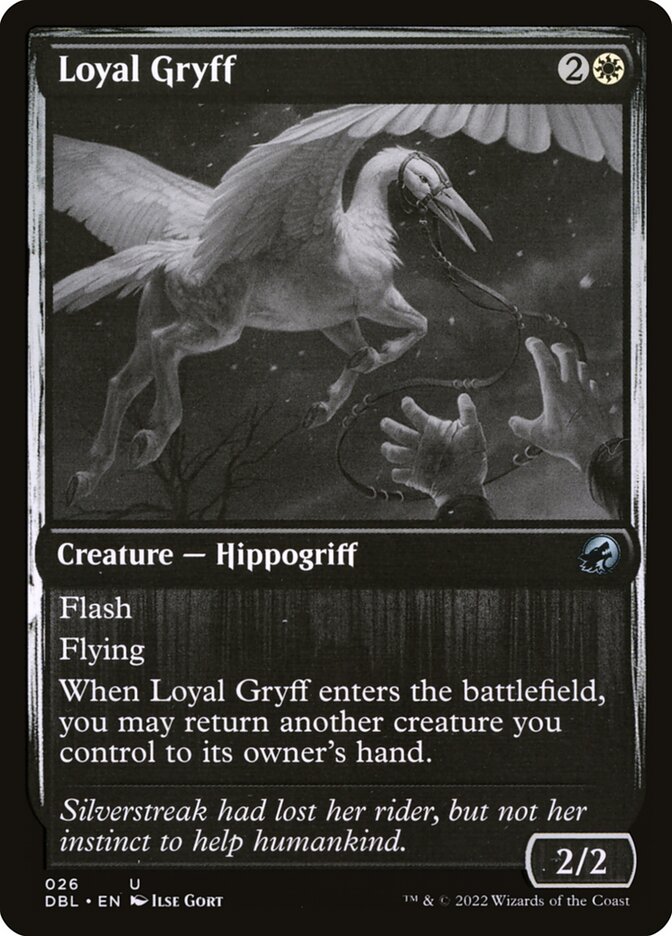 Loyal Gryff 2
Creature — Hippogriff
Flash
Flying
When Loyal Gryff enters the battlefield,
you may return another creature you
control to its owner's hand.
Silverstreak had lost her rider, but not her
instinct to help humankind.
2/2
026 U
DBL • EN Ilse Gort ™ & © 2022 Wizards of the Coast